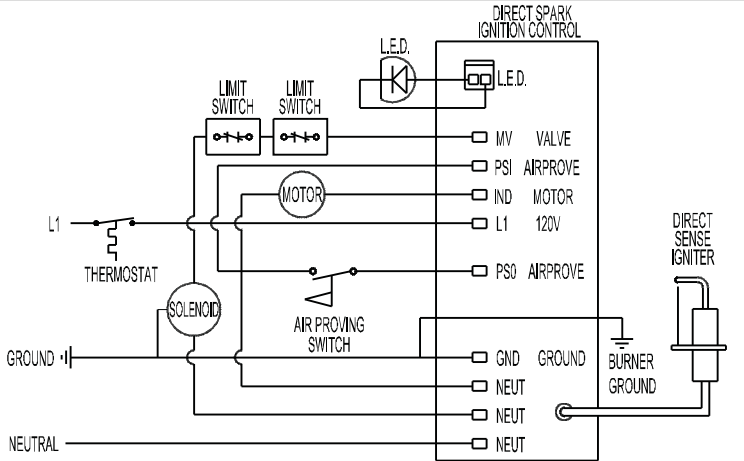 DIRECT SPARK
IGNITION CONTROL
L.E.D.
L.E.D.
LIMIT
SWITCH
LIMIT
SWITCH
MV VALVE
PSI AIRPROVE
MOTOR
IND MOTOR
L1
L1 120V
THERMOSTAT
DIRECT
SENSE
IGNITER
PSO AIRPROVE
SOLENOID
AIR PROVING
SWITCH
GROUND
GND GROUND
BURNER
GROUND
NEUT
NEUT
NEUTRAL
NEUT